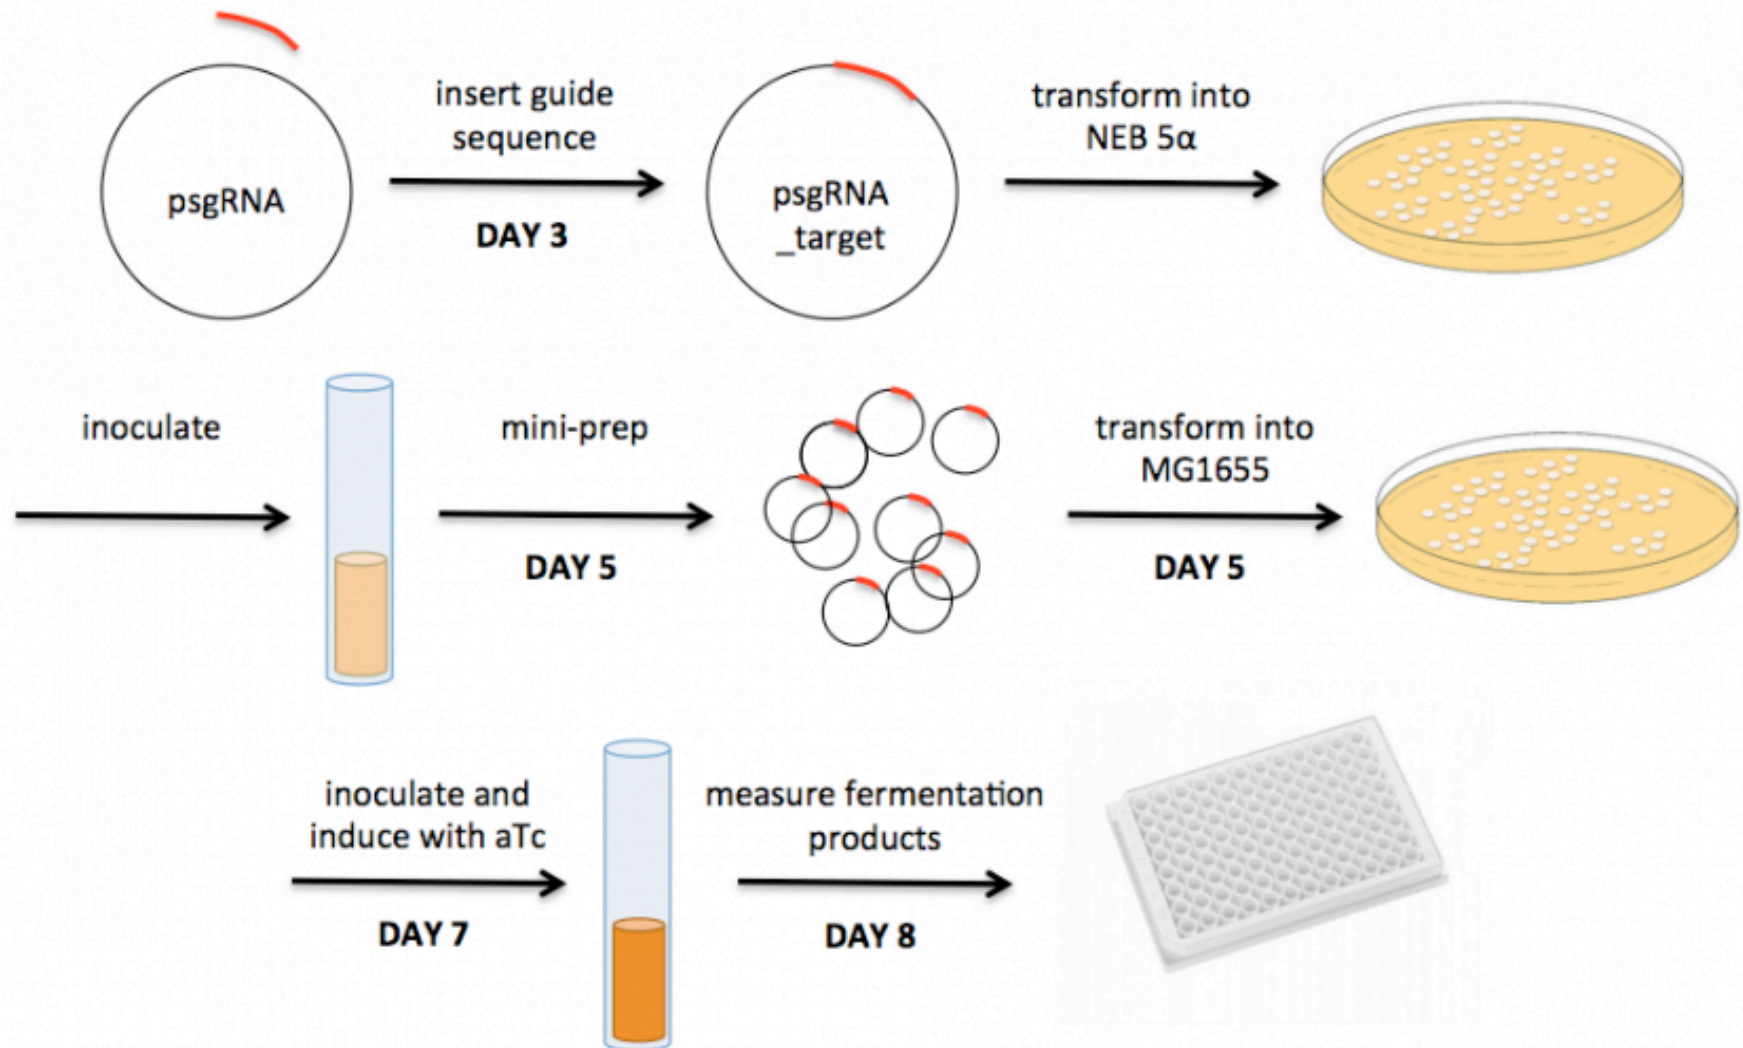 psgRNA
insert guide
sequence
DAY 3
psgRNA
_target
transform into
NEB 5α
inoculate
mini-prep
DAY 5
transform into
MG1655
DAY 5
inoculate and
induce with aTc
DAY 7
measure fermentation
products
DAY 8